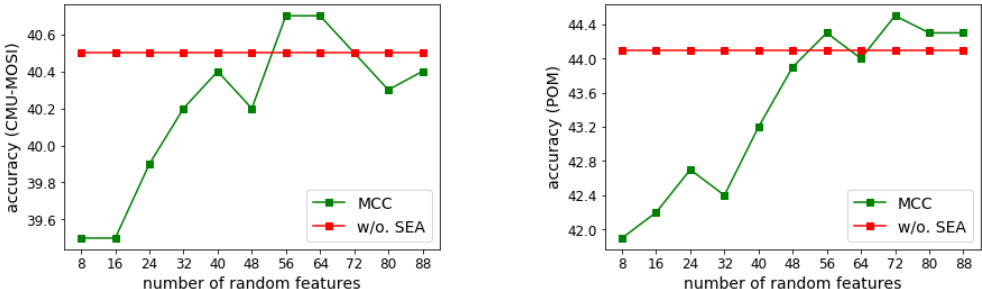 accuracy (CMU-MOSI)
40.6
40.4
40.2
40.0
39.8
39.6
MCC
w/o. SEA
8 16 24 32 40 48 56 64 72 80 88
number of random features
accuracy (POM)
44.4
44.0
43.6
43.2
42.8
42.4
42.0
MCC
w/o. SEA
8 16 24 32 40 48 56 64 72 80 88
number of random features